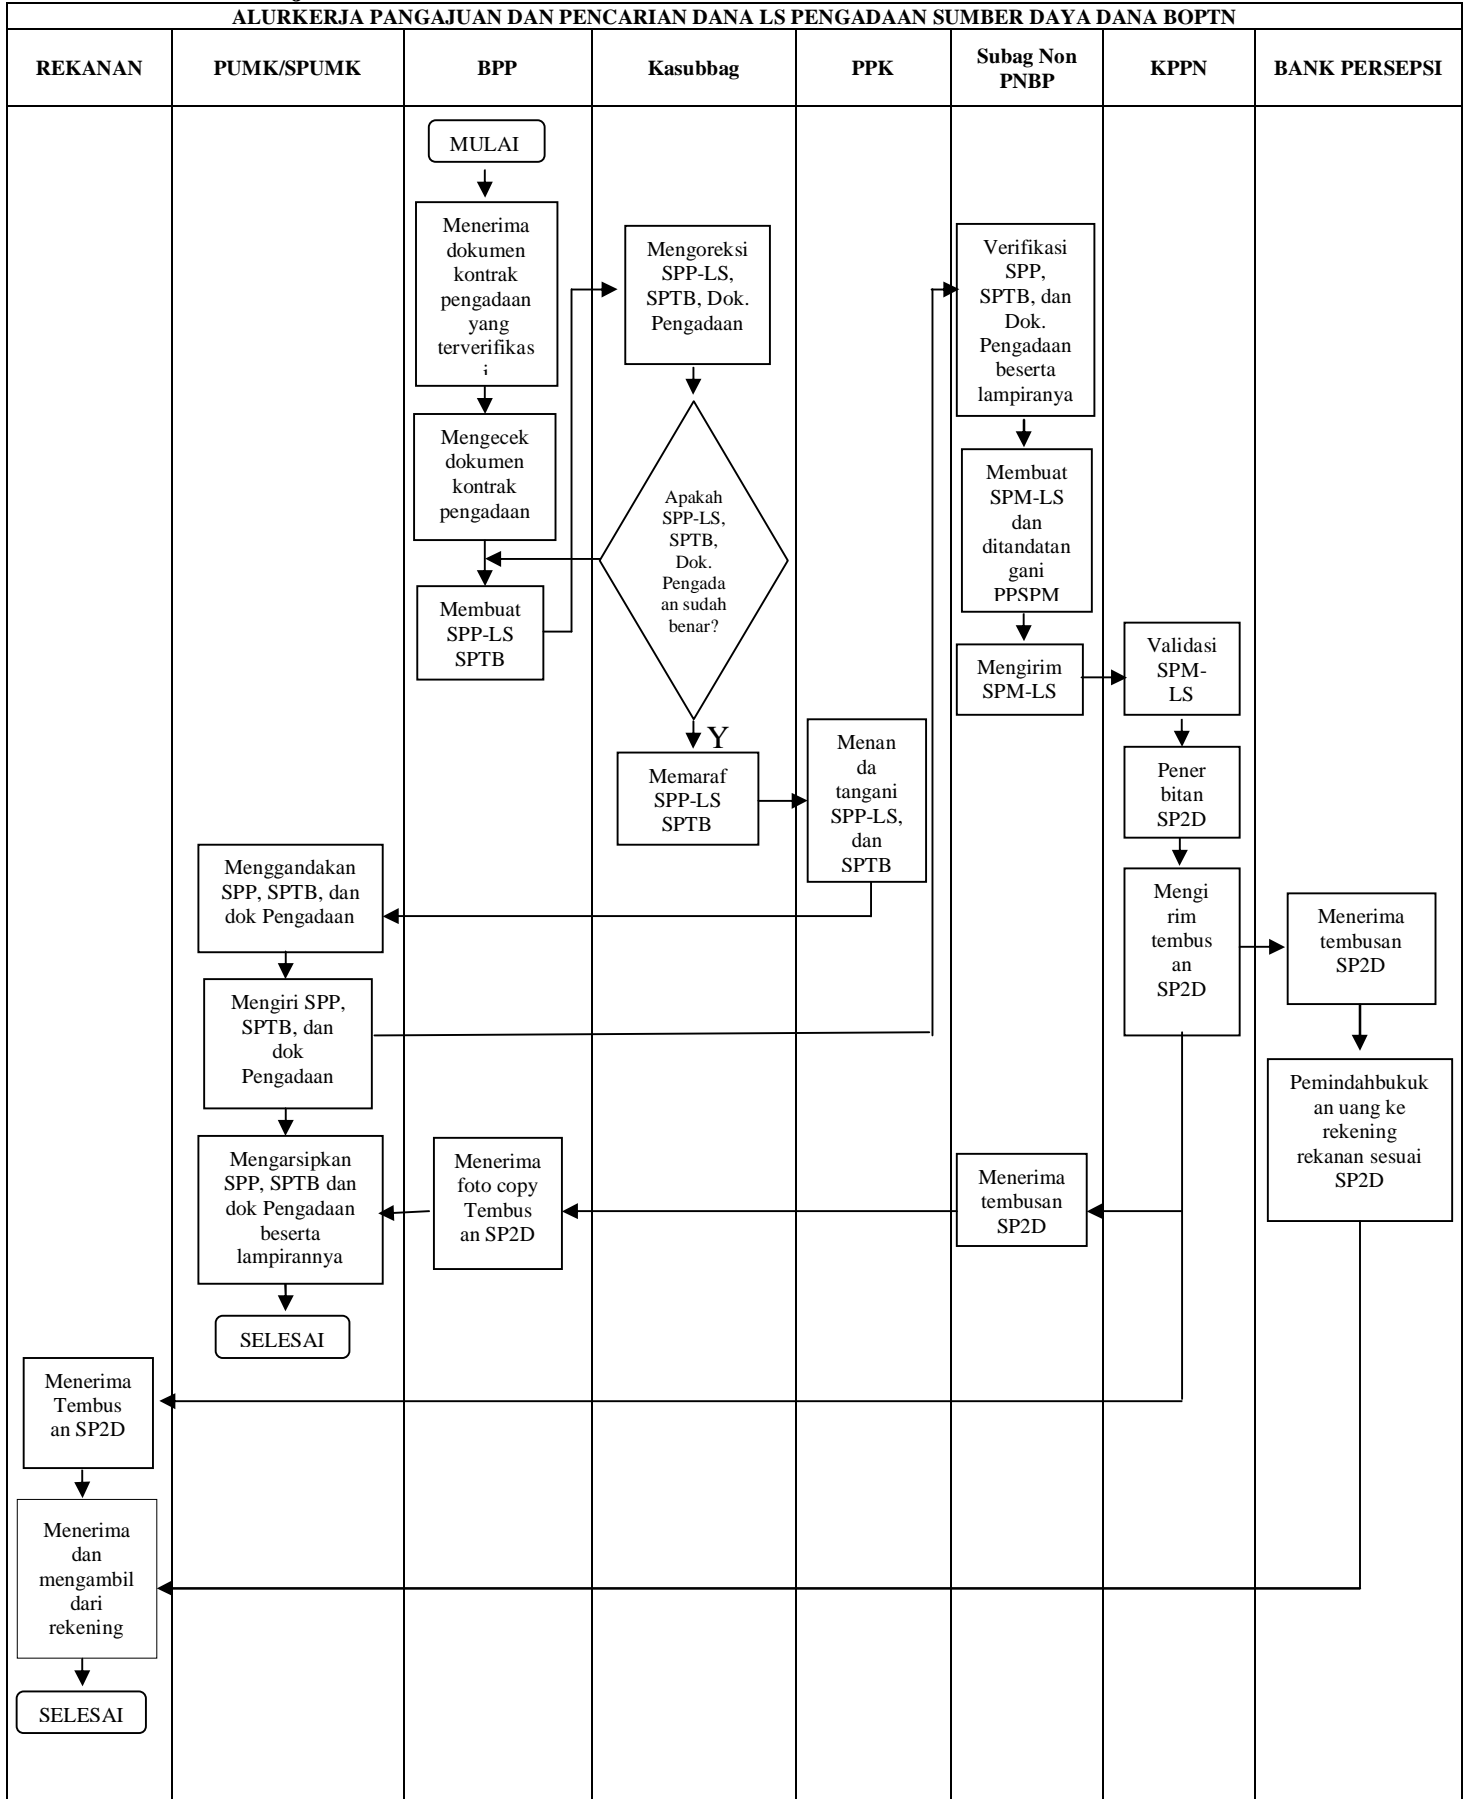 ALURKERJA PANGAJUAN DAN PENCARIAN DANA LS PENGADAAN SUMBER DAYA DANA BOPTN
REKANAN
PUMK/SPUMK
BPP
Kasubbag
PPK
Subag Non
PNBP
KPPN
BANK PERSEPSI
MULAI
Menerima
dokumen
kontrak
pengadaan
yang
terverifikas
i
Mengecek
dokumen
kontrak
pengadaan
Membuat
SPP-LS
SPTB
Mengoreksi
SPP-LS,
SPTB, Dok.
Pengadaan
Apakah
SPP-LS,
SPTB,
Dok.
Pengada
an sudah
benar?
Y
Memaraf
SPP-LS
SPTB
Menan
da
tangani
SPP-LS,
dan
SPTB
Menggandakan
SPP, SPTB, dan
dok Pengadaan
Mengiri SPP,
SPTB, dan
dok
Pengadaan
Mengarsipkan
SPP, SPTB dan
dok Pengadaan
beserta
lampirannya
SELESAI
Verifikasi
SPP,
SPTB, dan
Dok.
Pengadaan
beserta
lampiranya
Membuat
SPM-LS
dan
ditandatan
gani
PPSPM
Mengirim
SPM-LS
Validasi
SPM-
LS
Pener
bitan
SP2D
Mengi
rim
tembus
an
SP2D
Menerima
tembusan
SP2D
Pemindahbukuk
an uang ke
rekening
rekanan sesuai
SP2D
Menerima
tembusan
SP2D
Menerima
foto copy
Tembus
an SP2D
Menerima
Tembus
an SP2D
Menerima
dan
mengambil
dari
rekening
SELESAI